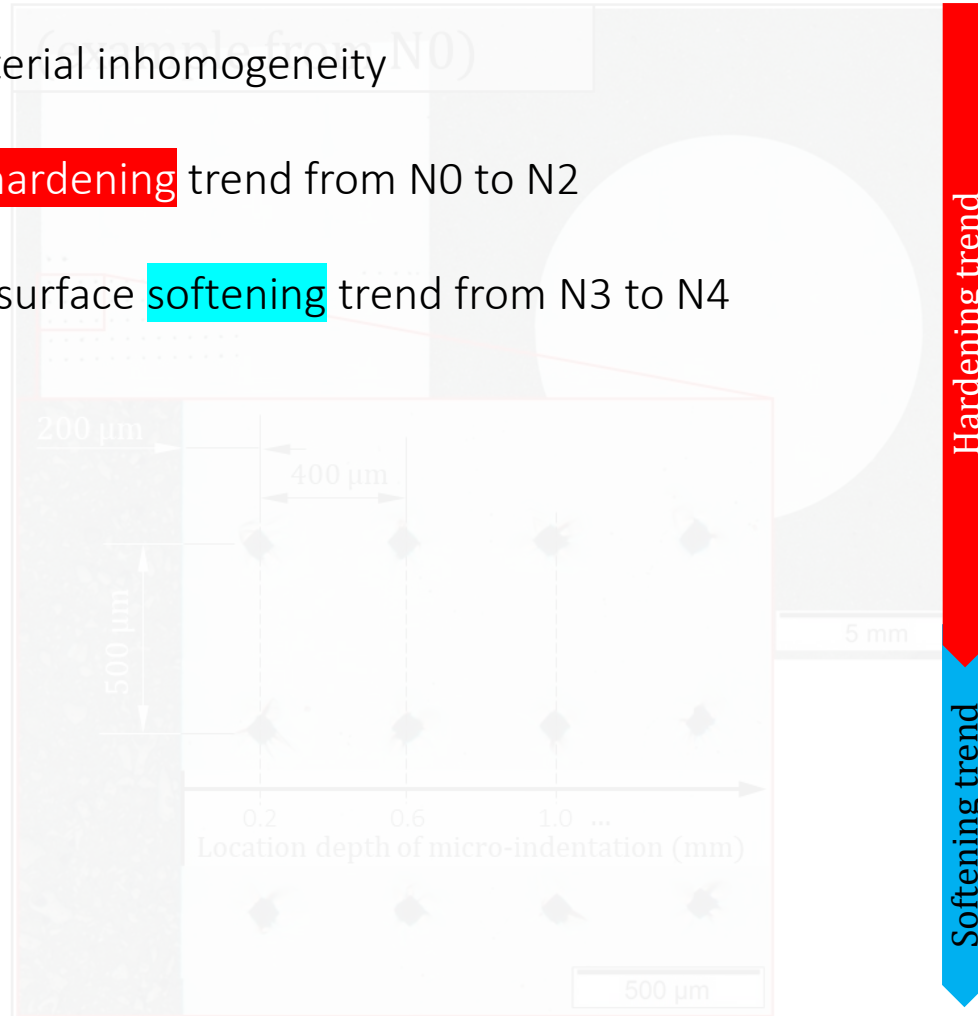 (example from N0)
terial inhomogeneity
hardening trend from N0 to N2
surface softening trend from N3 to N4
Hardening trend
200 µm
400 µm
500 µm
5 mm
Softening trend
0.2 0.6 1.0 ...
Location depth of micro-indentation (mm)
500 µm